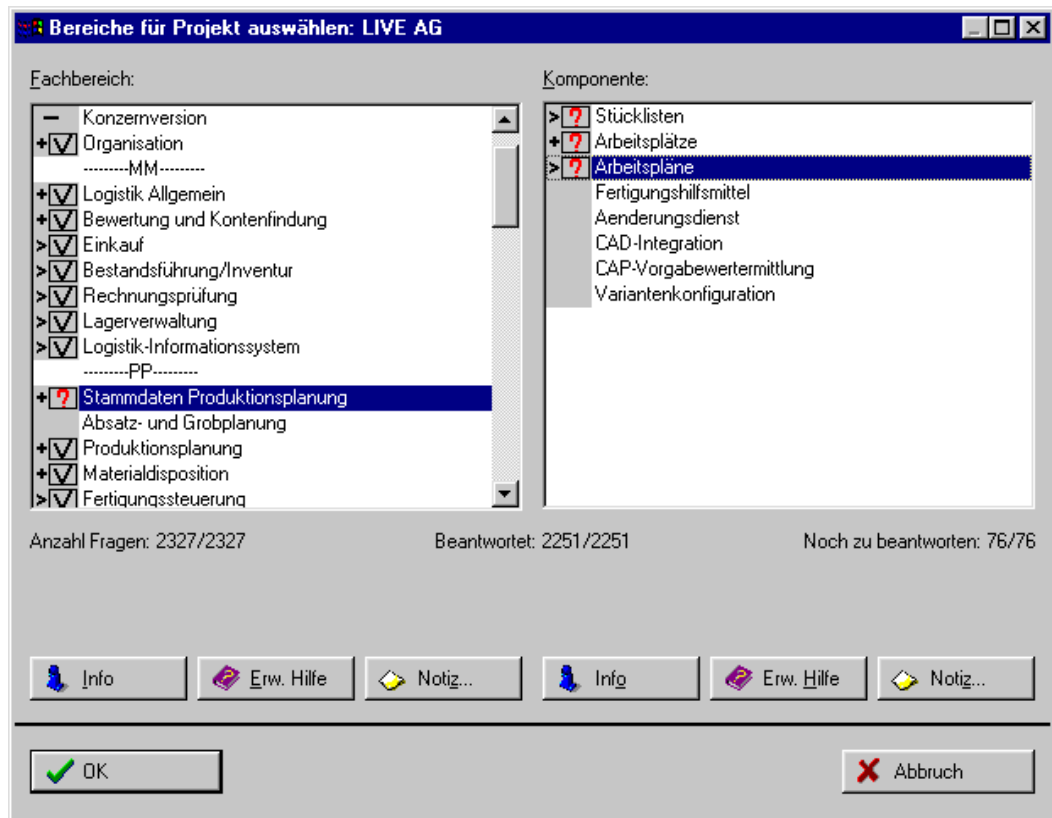 Bereiche für Projekt auswählen: LIVE AG
Fachbereich:
Konzernversion
Organisation
---------MM---------
Logistik Allgemein
Bewertung und Kontenfindung
Einkauf
Bestandsführung/Inventur
Rechnungsprüfung
Lagerverwaltung
Logistik-Informationssystem
---------PP---------
Stammdaten Produktionsplanung
Absatz- und Grobplanung
Produktionsplanung
Materialdisposition
Fertigungssteuerung
Komponente:
Stücklisten
Arbeitsplätze
Arbeitspläne
Fertigungshilfsmittel
Aenderungsdienst
CAD-Integration
CAP-Vorgabewertermittlung
Variantenkonfiguration
Anzahl Fragen: 2327/2327
Beantwortet: 2251/2251
Noch zu beantworten: 76/76
Info
Erw. Hilfe
Notiz...
Info
Erw. Hilfe
Notiz...
OK
Abbruch